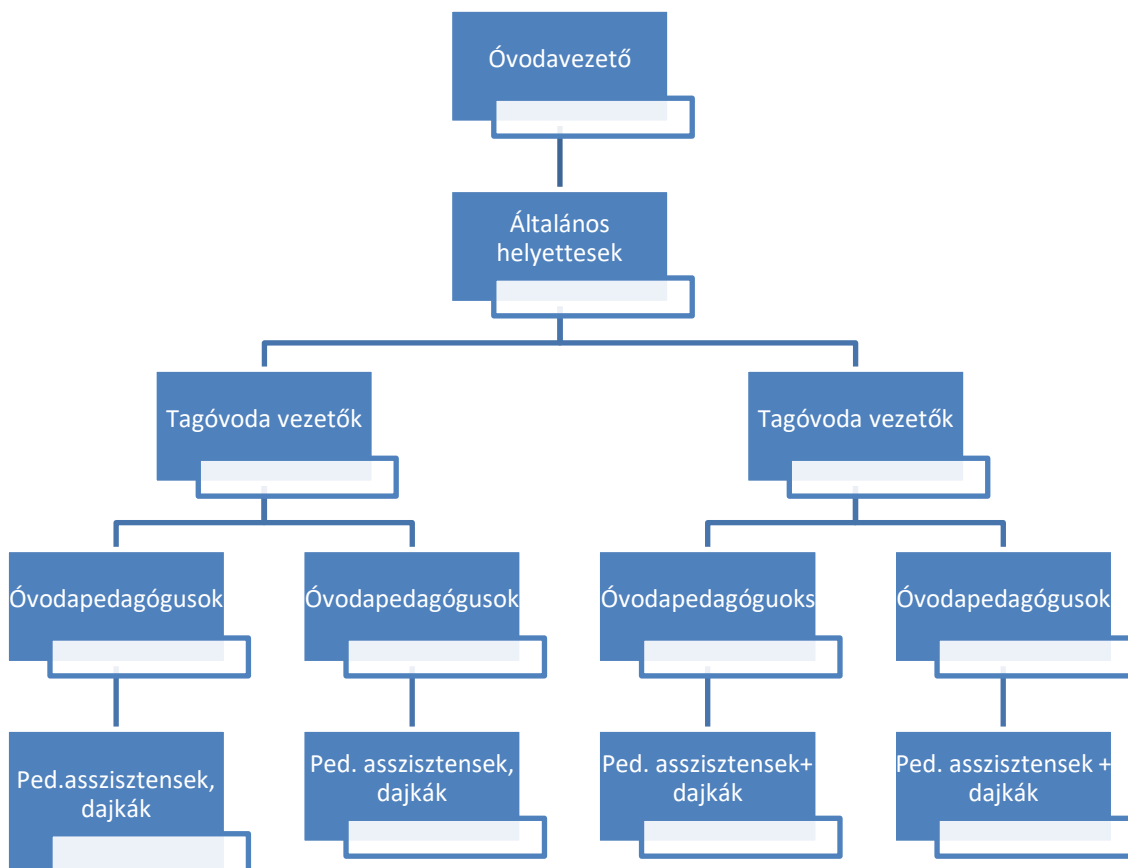 Óvodavezető
Általános
helyettesek
Tagóvoda vezetők
Tagóvoda vezetők
Óvodapedagógusok
Óvodapedagógusok
Óvodapedagóguoks
Óvodapedagógusok
Ped.asszisztensek,
dajkák
Ped. asszisztensek,
dajkák
Ped. asszisztensek+
dajkák
Ped. asszisztensek +
dajkák